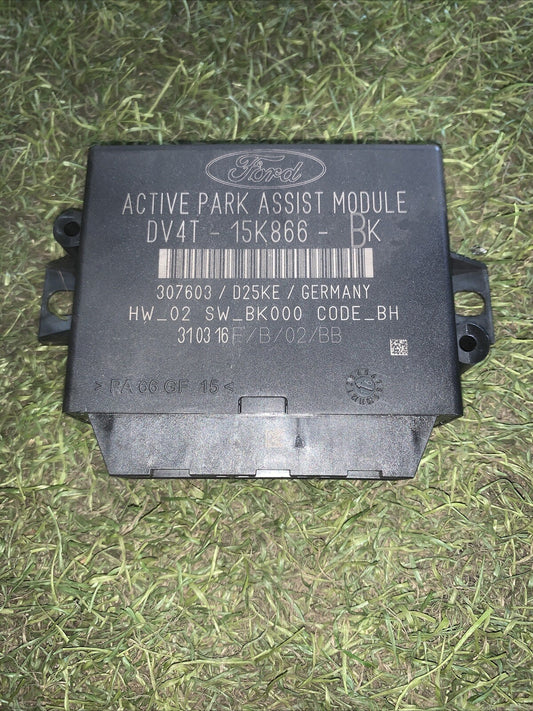 Ford
ACTIVE PARK ASSIST MODULE
DV4T - 15K866 - BK
307603 / D25KE / GERMANY
HW_02 SW_BK000 CODE_BH
310316F/B/02/BB
> PA 66 GF 15 <